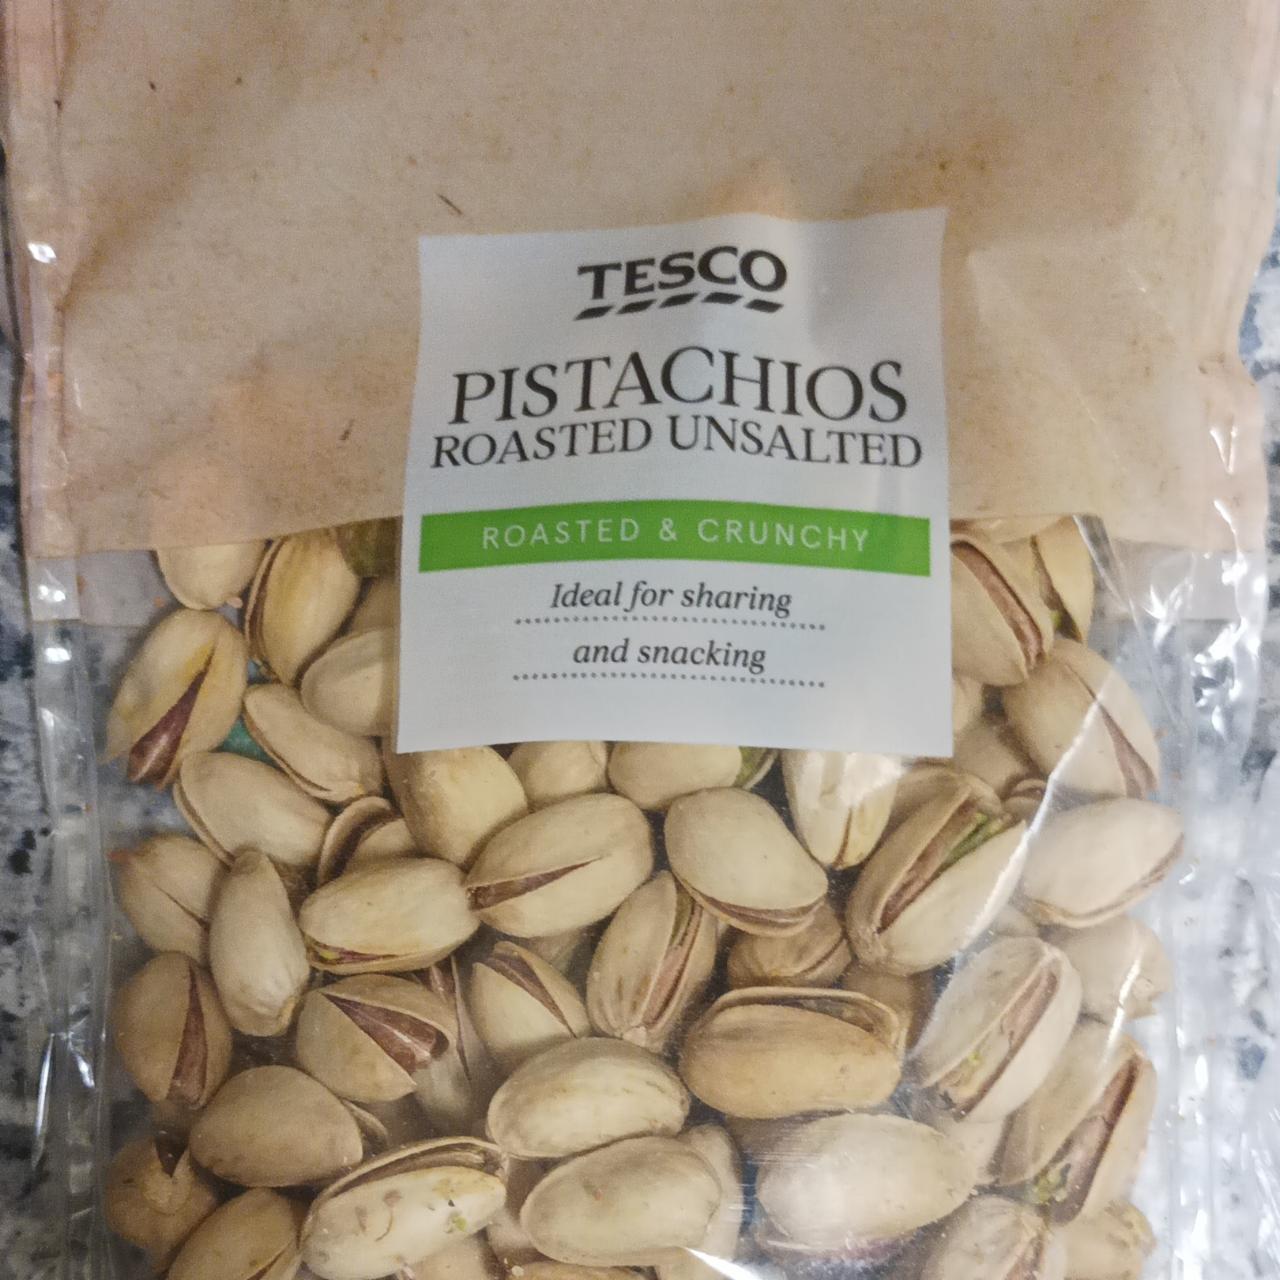 TESCO
PISTACHIOS
ROASTED UNSALTED
ROASTED & CRUNCHY
Ideal for sharing
and snacking